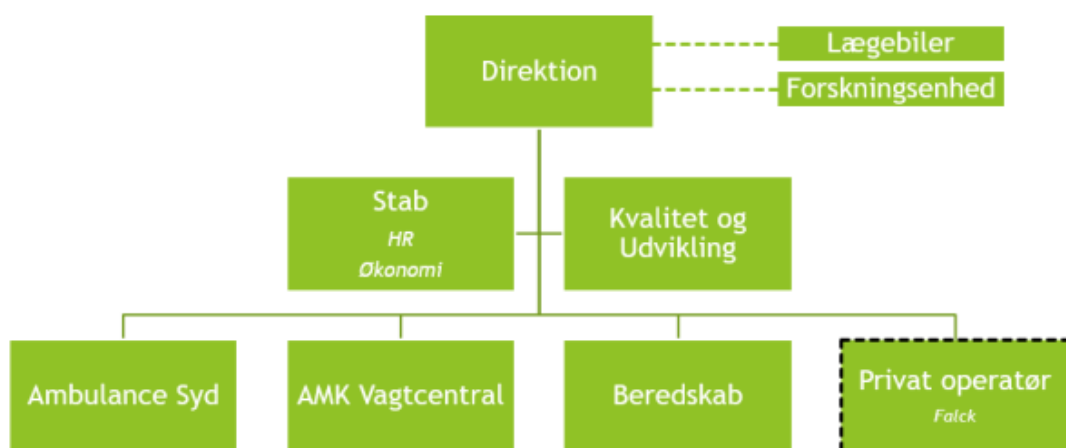 Direktion
Lægebiler
Forskningsenhed
Stab
HR
Økonomi
Kvalitet og
Udvikling
Ambulance Syd
AMK Vagtcentral
Beredskab
Privat operatør
Falck